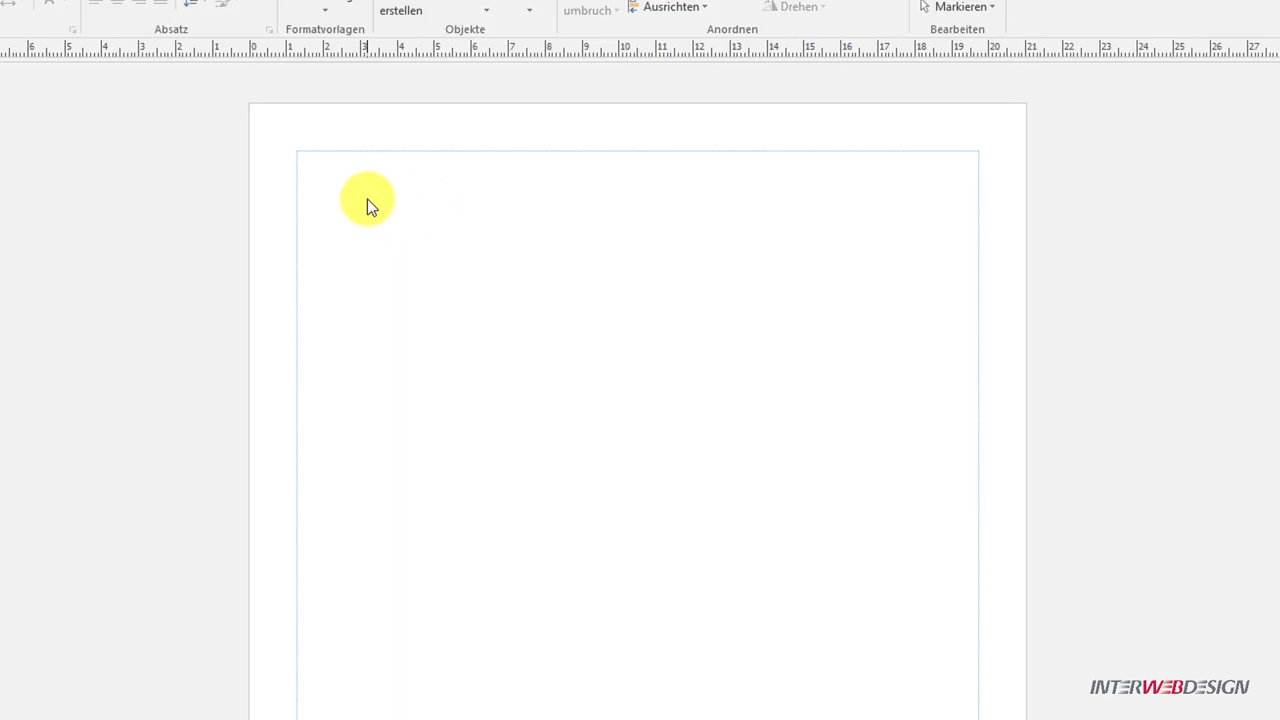 erstellen
umbruch
Ausrichten
Drehen
Markieren
Absatz
Formatvorlagen
Objekte
Anordnen
Bearbeiten
6 5 4 3 2 1 0 1 2 3 4 5 6 7 8 9 10 11 12 13 14 15 16 17 18 19 20 21 22 23 24 25 26 27
INTERWEBDESIGN